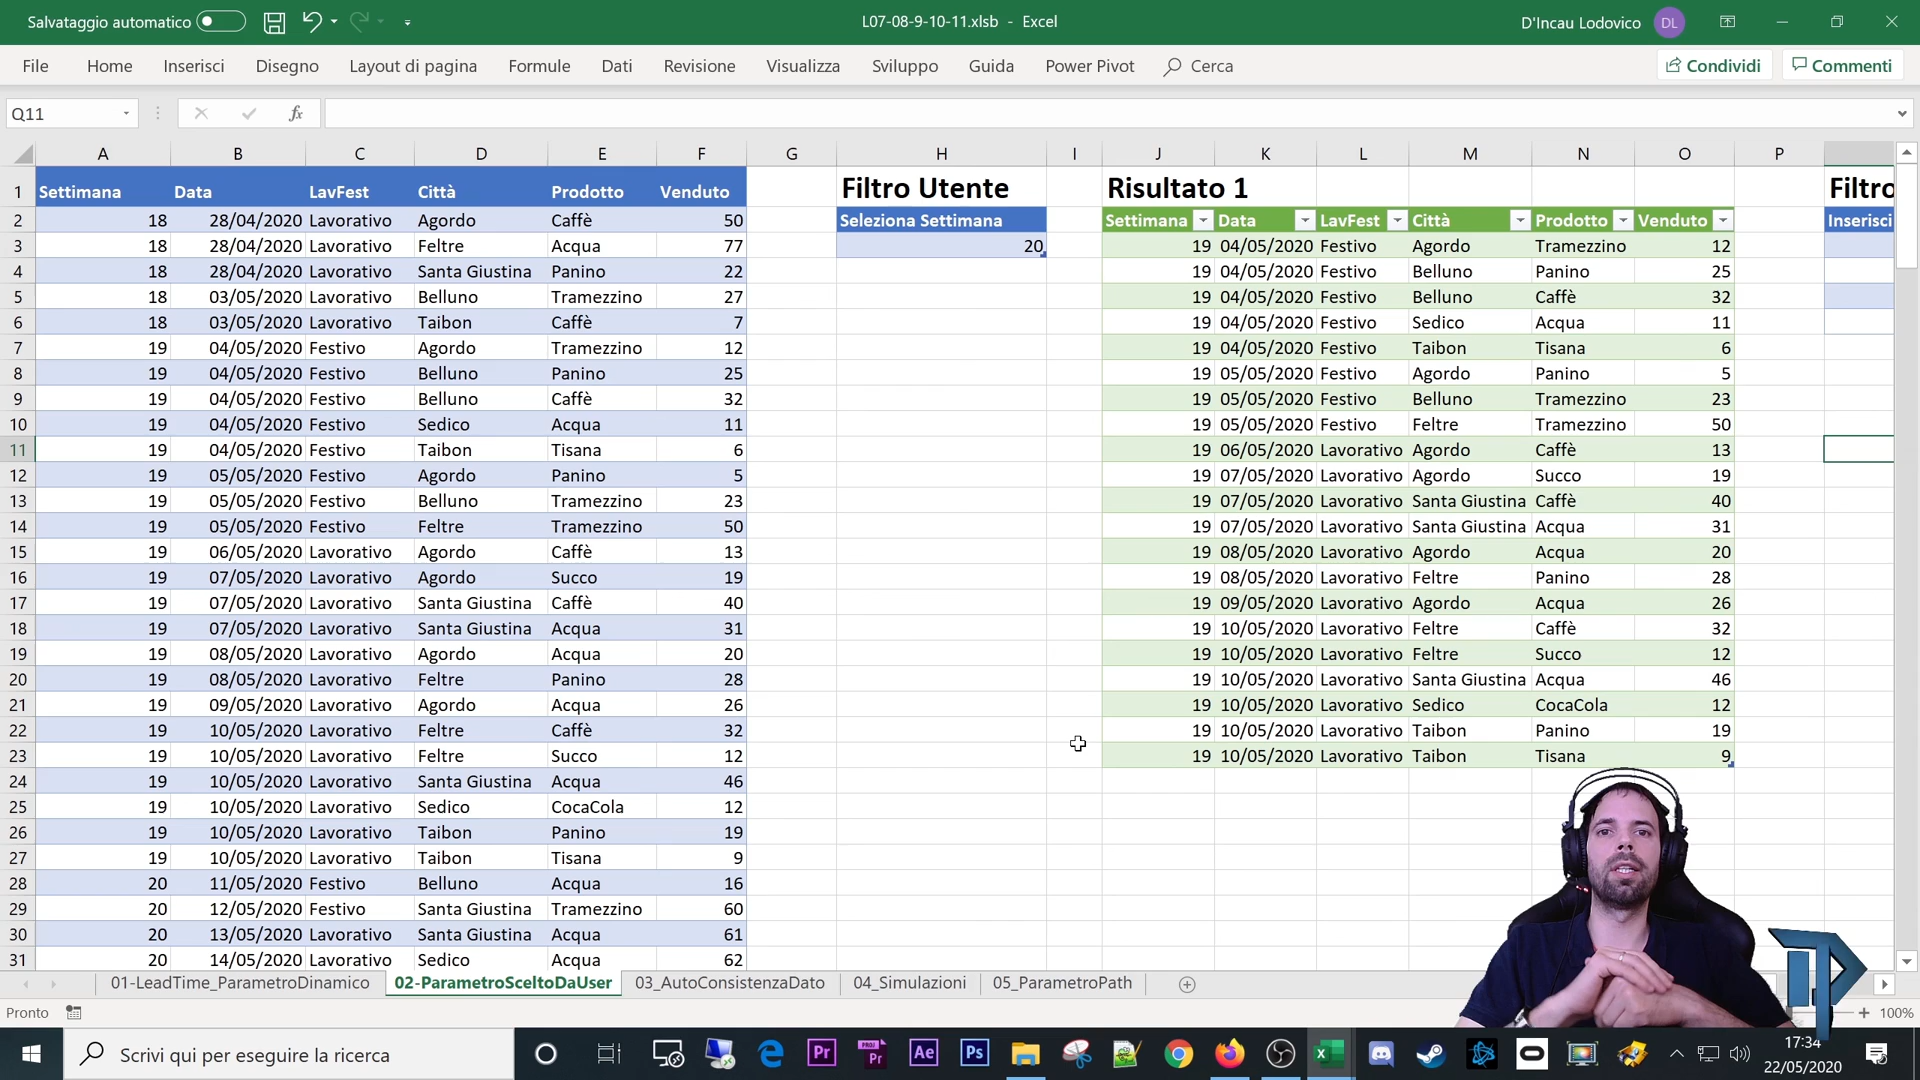 Salvataggio automatico
L07-08-9-10-11.xlsb - Excel
D'Incau Lodovico DL
File Home Inserisci Disegno Layout di pagina Formule Dati Revisione Visualizza Sviluppo Guida Power Pivot Cerca Condividi Commenti
Q11 fx
A B C D E F G H I J K L M N O P
1 Settimana Data LavFest Città Prodotto Venduto Filtro Utente Risultato 1 Filtro
2 18 28/04/2020 Lavorativo Agordo Caffè 50 Seleziona Settimana Settimana Data LavFest Città Prodotto Venduto Inserisci
3 18 28/04/2020 Lavorativo Feltre Acqua 77 20 19 04/05/2020 Festivo Agordo Tramezzino 12
4 18 28/04/2020 Lavorativo Santa Giustina Panino 22 19 04/05/2020 Festivo Belluno Panino 25
5 18 03/05/2020 Lavorativo Belluno Tramezzino 27 19 04/05/2020 Festivo Belluno Caffè 32
6 18 03/05/2020 Lavorativo Taibon Caffè 7 19 04/05/2020 Festivo Sedico Acqua 11
7 19 04/05/2020 Festivo Agordo Tramezzino 12 19 04/05/2020 Festivo Taibon Tisana 6
8 19 04/05/2020 Festivo Belluno Panino 25 19 05/05/2020 Festivo Agordo Panino 5
9 19 04/05/2020 Festivo Belluno Caffè 32 19 05/05/2020 Festivo Belluno Tramezzino 23
10 19 04/05/2020 Festivo Sedico Acqua 11 19 05/05/2020 Festivo Feltre Tramezzino 50
11 19 04/05/2020 Festivo Taibon Tisana 6 19 06/05/2020 Lavorativo Agordo Caffè 13
12 19 05/05/2020 Festivo Agordo Panino 5 19 07/05/2020 Lavorativo Agordo Succo 19
13 19 05/05/2020 Festivo Belluno Tramezzino 23 19 07/05/2020 Lavorativo Santa Giustina Caffè 40
14 19 05/05/2020 Festivo Feltre Tramezzino 50 19 07/05/2020 Lavorativo Santa Giustina Acqua 31
15 19 06/05/2020 Lavorativo Agordo Caffè 13 19 08/05/2020 Lavorativo Agordo Acqua 20
16 19 07/05/2020 Lavorativo Agordo Succo 19 19 08/05/2020 Lavorativo Feltre Panino 28
17 19 07/05/2020 Lavorativo Santa Giustina Caffè 40 19 09/05/2020 Lavorativo Agordo Acqua 26
18 19 07/05/2020 Lavorativo Santa Giustina Acqua 31 19 10/05/2020 Lavorativo Feltre Caffè 32
19 19 08/05/2020 Lavorativo Agordo Acqua 20 19 10/05/2020 Lavorativo Feltre Succo 12
20 19 08/05/2020 Lavorativo Feltre Panino 28 19 10/05/2020 Lavorativo Santa Giustina Acqua 46
21 19 09/05/2020 Lavorativo Agordo Acqua 26 19 10/05/2020 Lavorativo Sedico CocaCola 12
22 19 10/05/2020 Lavorativo Feltre Caffè 32 19 10/05/2020 Lavorativo Taibon Panino 19
23 19 10/05/2020 Lavorativo Feltre Succo 12 19 10/05/2020 Lavorativo Taibon Tisana 9
24 19 10/05/2020 Lavorativo Santa Giustina Acqua 46
25 19 10/05/2020 Lavorativo Sedico CocaCola 12
26 19 10/05/2020 Lavorativo Taibon Panino 19
27 19 10/05/2020 Lavorativo Taibon Tisana 9
28 20 11/05/2020 Festivo Belluno Acqua 16
29 20 12/05/2020 Festivo Santa Giustina Tramezzino 60
30 20 13/05/2020 Lavorativo Santa Giustina Acqua 61
31 20 14/05/2020 Lavorativo Sedico Acqua 62
01-LeadTime_ParametroDinamico 02-ParametroSceltoDaUser 03_AutoConsistenzaDato 04_Simulazioni 05_ParametroPath
Pronto 100%
Scrivi qui per eseguire la ricerca Pr PROJ Pr Ae Ps
17:34
22/05/2020